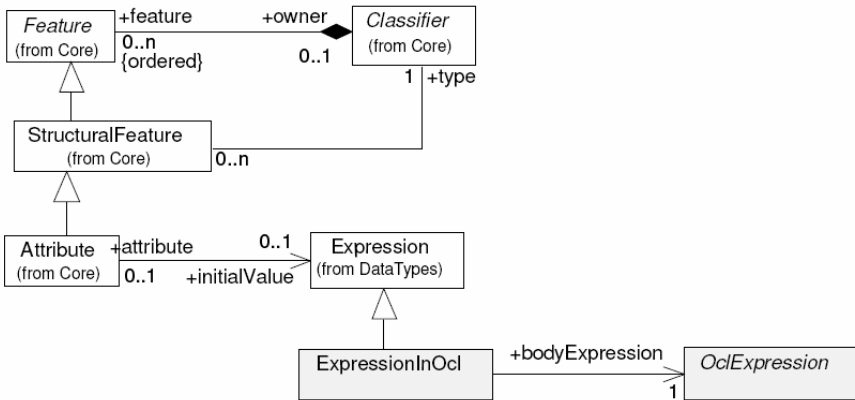 Feature
(from Core)
+feature
0..n
{ordered}
+owner
0..1
Classifier
(from Core)
1
+type
StructuralFeature
(from Core)
0..n
Attribute
(from Core)
+attribute
0..1
0..1
+initialValue
Expression
(from DataTypes)
ExpressionInOcl
+bodyExpression
1
OclExpression